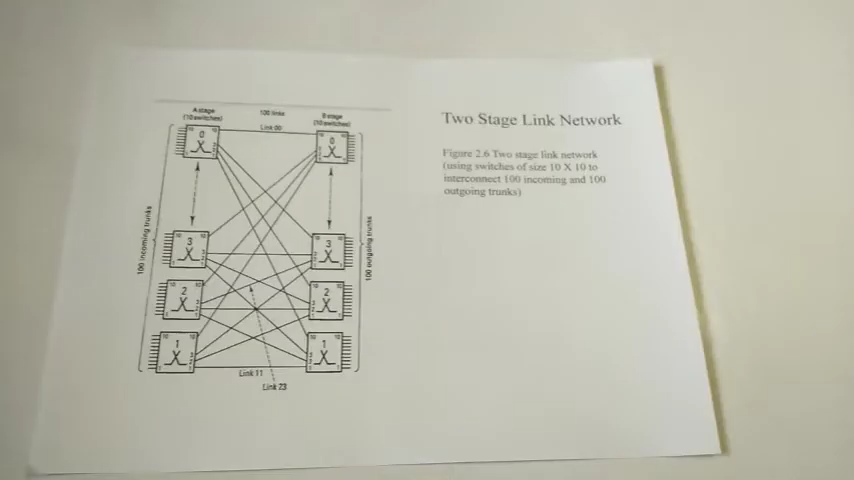 A stage
(10 switches)
100 links
B stage
(10 switches)
Link 00
0
0
100 incoming trunks
100 outgoing trunks
3
3
2
2
1
1
Link 11
Link 23
Two Stage Link Network
Figure 2.6 Two stage link network
(using switches of size 10 X 10 to
interconnect 100 incoming and 100
outgoing trunks)